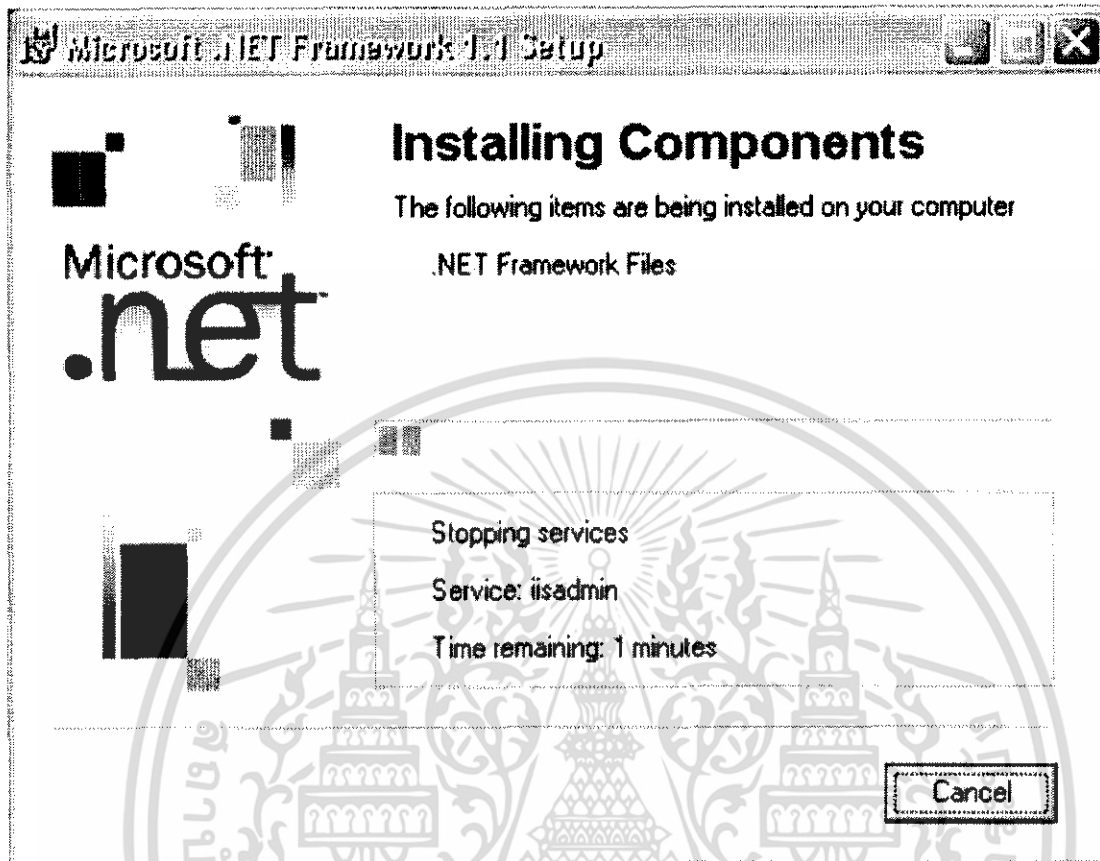 Microsoft .NET Framework 1.1 Setup
Installing Components
The following items are being installed on your computer
.NET Framework Files
Microsoft
.net
Stopping services
Service: iisadmin
Time remaining: 1 minutes
Cancel